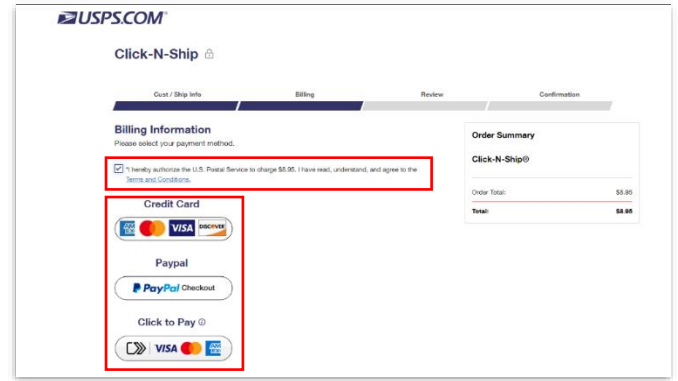 USPS.COM®
Click-N-Ship
Cust / Ship Info
Billing
Review
Confirmation
Billing Information
Please select your payment method.
"I hereby authorize the U.S. Postal Service to charge $8.95. I have read, understand, and agree to the
Terms and Conditions.
Credit Card
AMEX VISA DISCOVER
Paypal
PayPal Checkout
Click to Pay
VISA AMEX
Order Summary
Click-N-Ship®
Order Total: $8.95
Total: $8.95